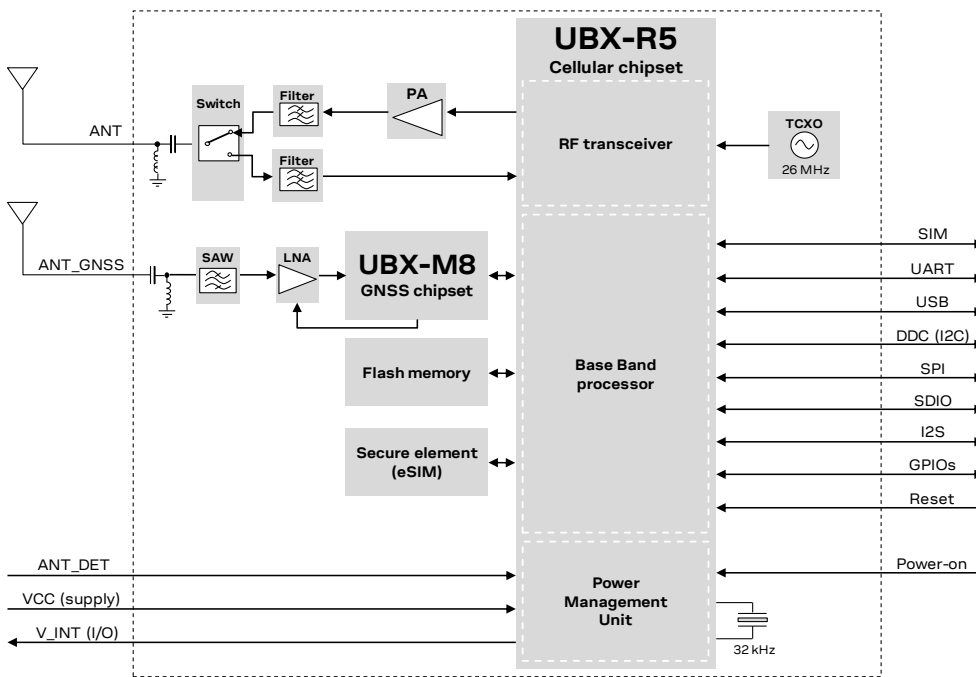 UBX-R5
Cellular chipset
ANT
Switch
Filter
PA
Filter
RF transceiver
TCXO
26 MHz
ANT_GNSS
SAW
LNA
UBX-M8
GNSS chipset
Flash memory
Secure element
(eSIM)
Base Band
processor
SIM
UART
USB
DDC (I2C)
SPI
SDIO
I2S
GPIOs
Reset
ANT_DET
VCC (supply)
V_INT (I/O)
Power
Management
Unit
Power-on
32 kHz